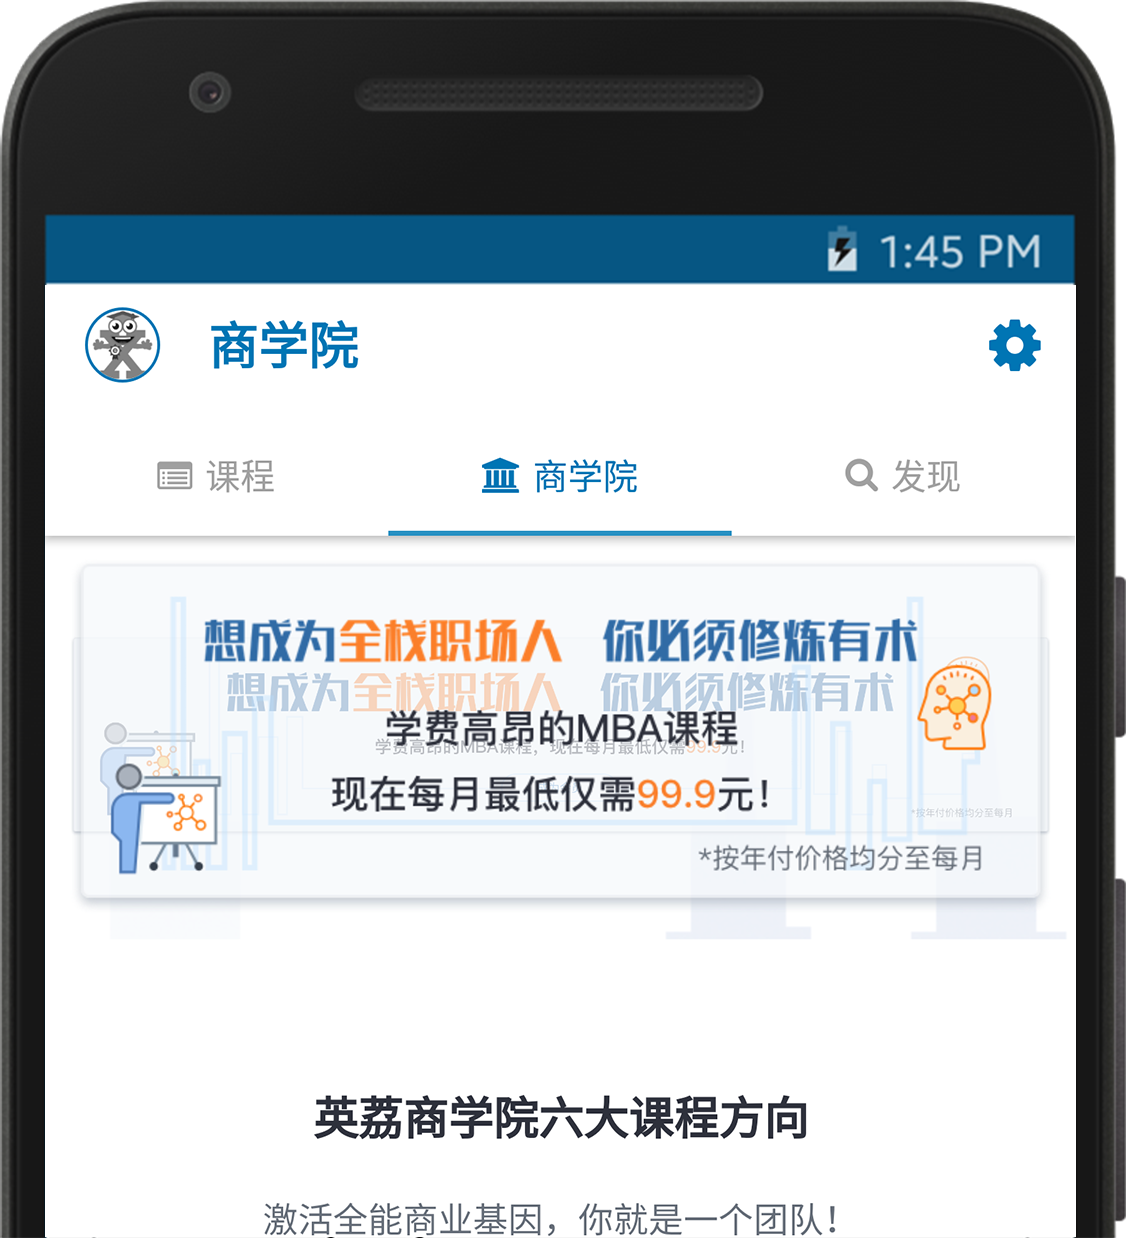 1:45 PM
商学院
课程 商学院 发现
想成为全栈职场人 你必须修炼有术
想成为全栈职场人 你必须修炼有术
学费高昂的MBA课程
学费高昂的MBA课程，现在每月最低仅需99.9元！
现在每月最低仅需99.9元！
*按年付价格均分至每月
*按年付价格均分至每月
英荔商学院六大课程方向
激活全能商业基因，你就是一个团队！